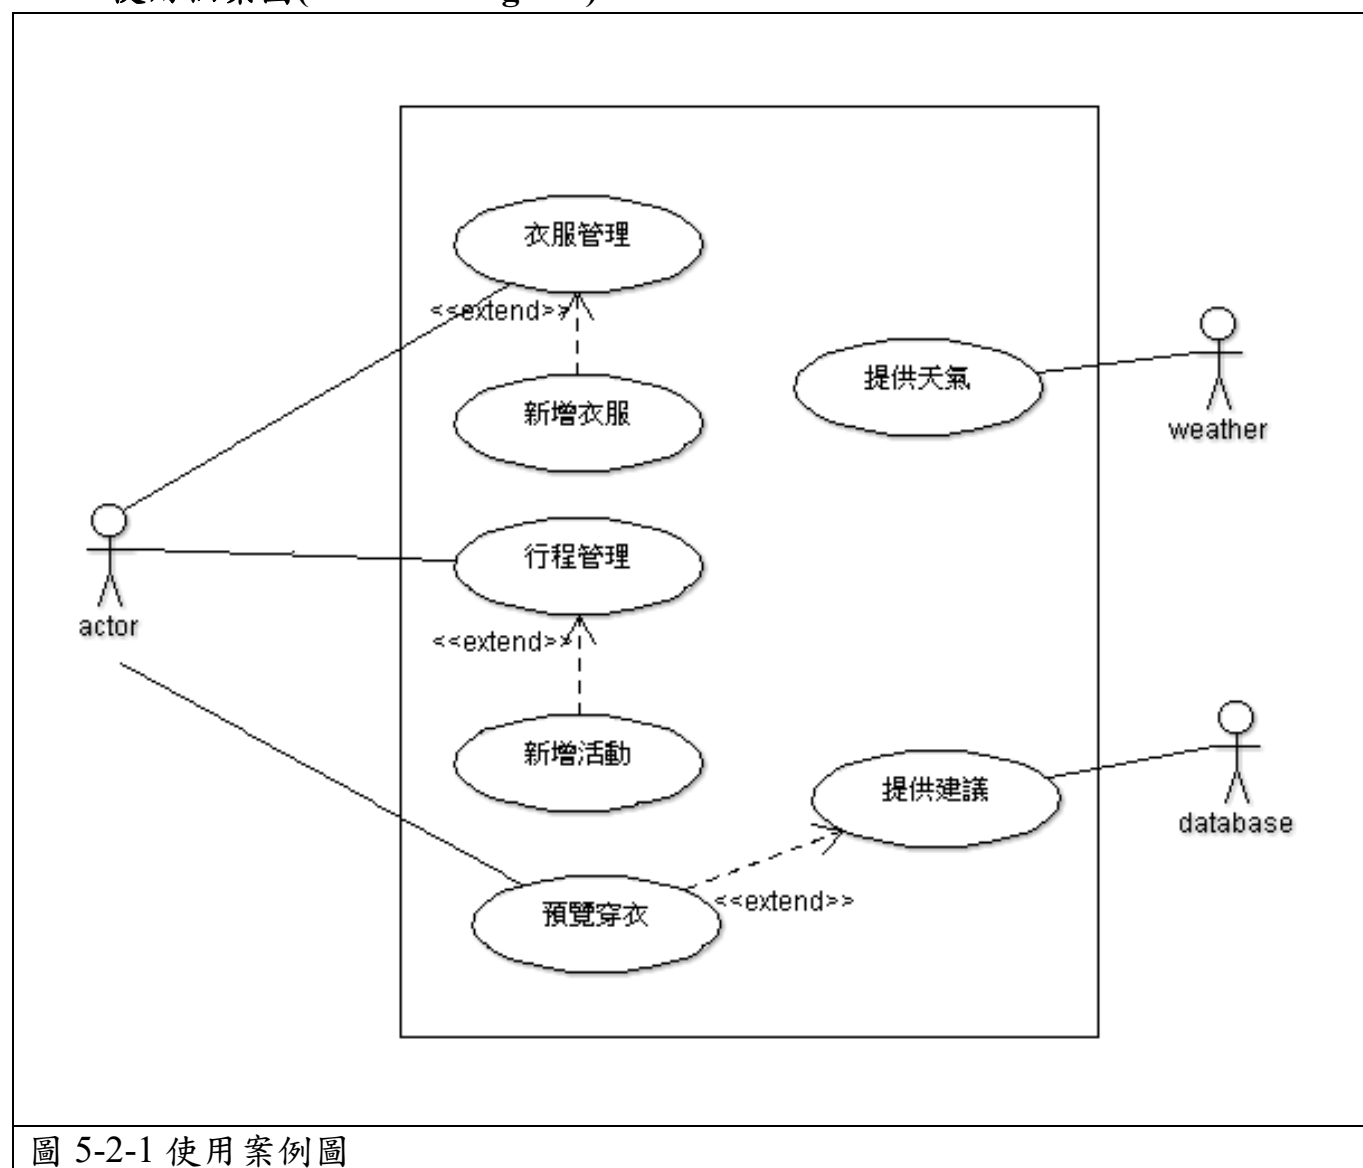 衣服管理
<<extend>>
新增衣服
提供天氣
weather
行程管理
actor
<<extend>>
新增活動
提供建議
database
預覽穿衣
<<extend>>
圖 5-2-1 使用案例圖